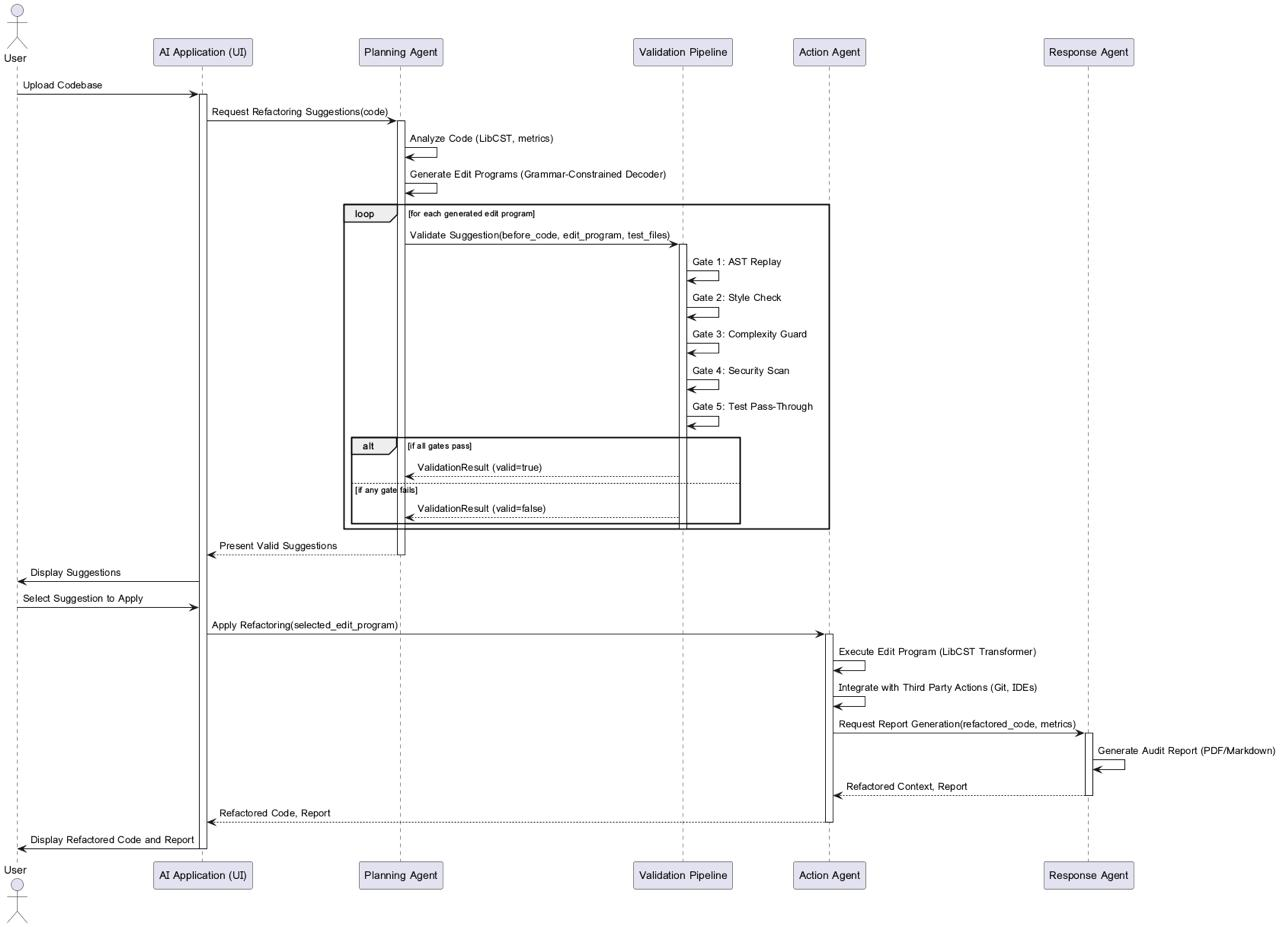 User
AI Application (UI)
Planning Agent
Validation Pipeline
Action Agent
Response Agent
Upload Codebase
Request Refactoring Suggestions(code)
Analyze Code (LibCST, metrics)
Generate Edit Programs (Grammar-Constrained Decoder)
loop
[for each generated edit program]
Validate Suggestion(before_code, edit_program, test_files)
Gate 1: AST Replay
Gate 2: Style Check
Gate 3: Complexity Guard
Gate 4: Security Scan
Gate 5: Test Pass-Through
alt
[if all gates pass]
ValidationResult (valid=true)
[if any gate fails]
ValidationResult (valid=false)
Present Valid Suggestions
Display Suggestions
Select Suggestion to Apply
Apply Refactoring(selected_edit_program)
Execute Edit Program (LibCST Transformer)
Integrate with Third Party Actions (Git, IDEs)
Request Report Generation(refactored_code, metrics)
Generate Audit Report (PDF/Markdown)
Refactored Context, Report
Refactored Code, Report
Display Refactored Code and Report
User
AI Application (UI)
Planning Agent
Validation Pipeline
Action Agent
Response Agent